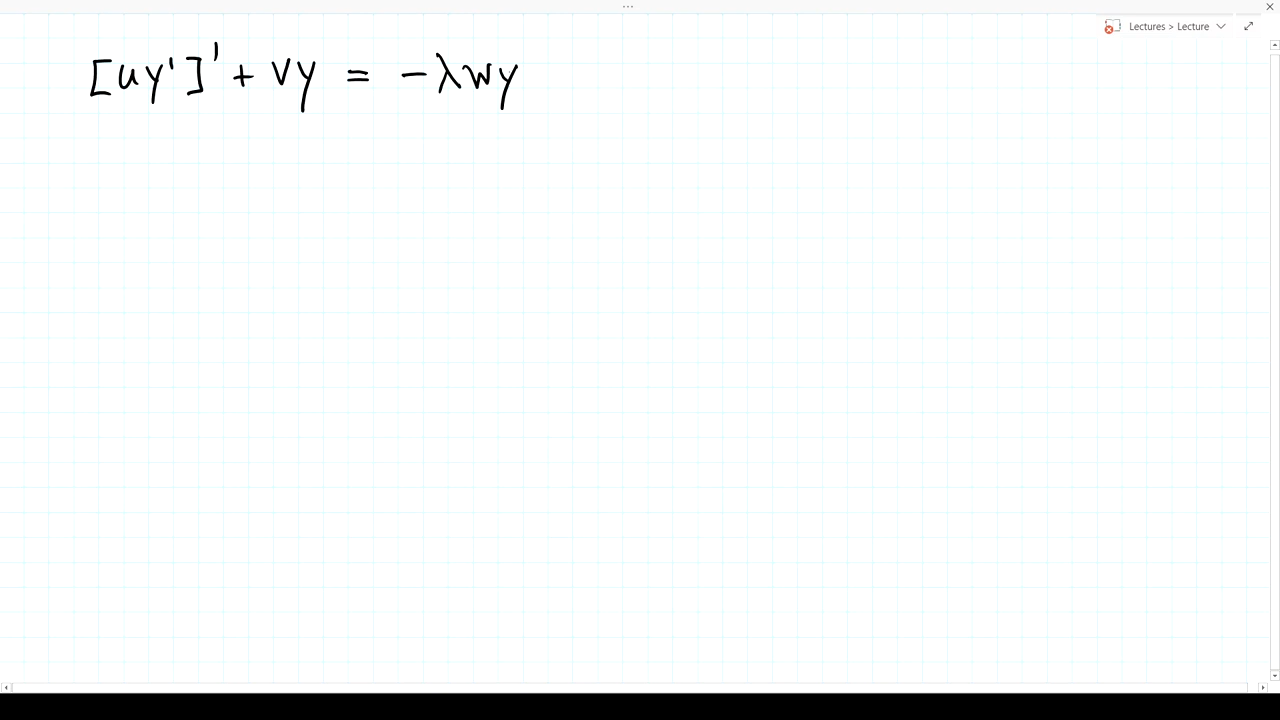 Lectures > Lecture
[uy']' + vy = -λwy